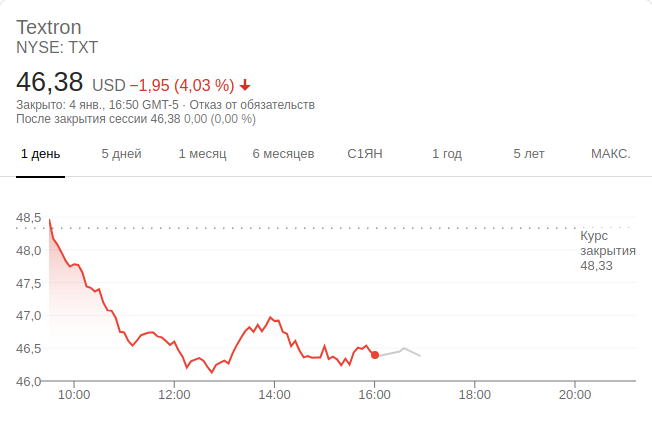 Textron
NYSE: TXT
46,38 USD −1,95 (4,03 %)
Закрыто: 4 янв., 16:50 GMT-5 · Отказ от обязательств
После закрытия сессии 46,38 0,00 (0,00 %)
1 день 5 дней 1 месяц 6 месяцев С1ЯН 1 год 5 лет МАКС.
48,5
Курс
закрытия
48,33
48,0
47,5
47,0
46,5
46,0
10:00 12:00 14:00 16:00 18:00 20:00